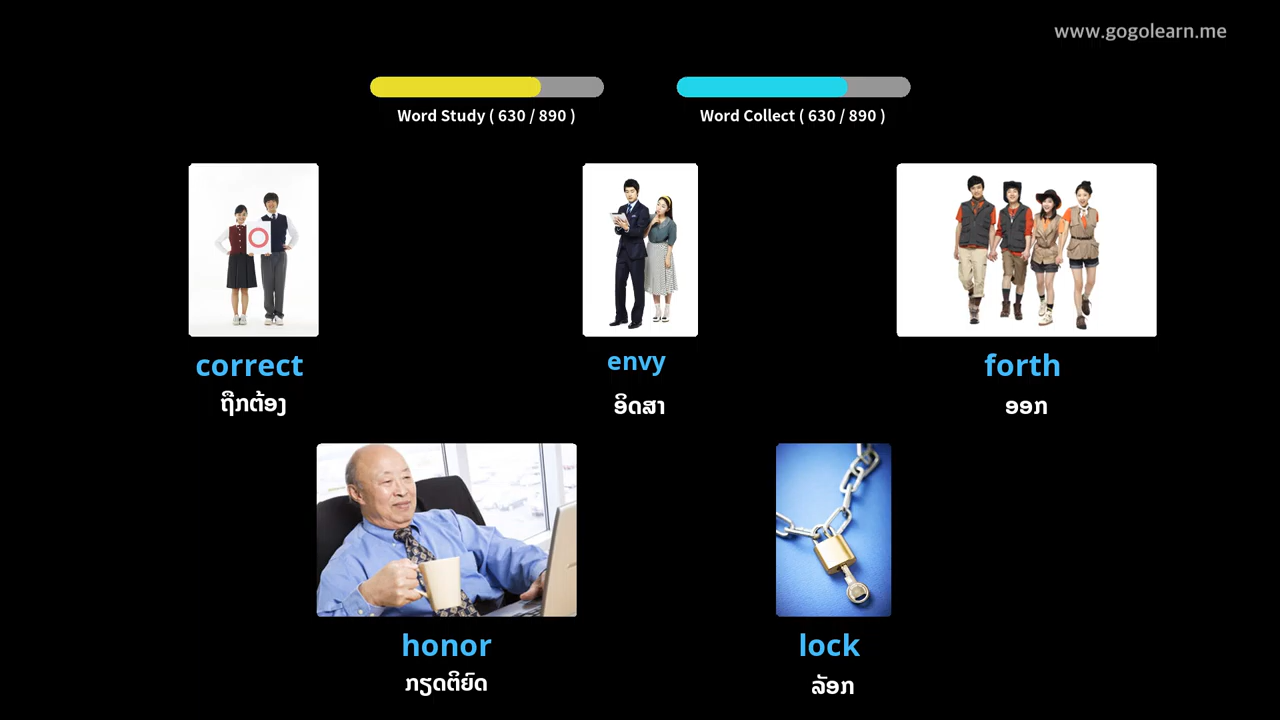 www.gogolearn.me
Word Study ( 630 / 890 )
Word Collect ( 630 / 890 )
correct
ຖືກຕ້ອງ
envy
ອິດສາ
forth
ອອກ
honor
ກຽດຕິຍົດ
lock
ລັອກ